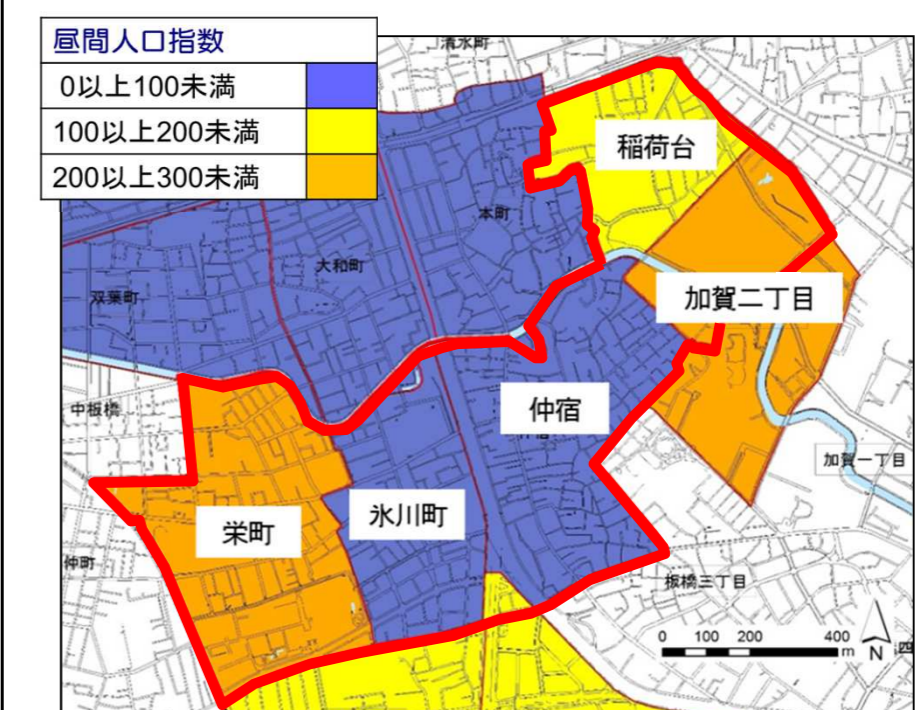 昼間人口指数
0以上100未満
100以上200未満
200以上300未満
清水町
稲荷台
本町
大和町
双葉町
加賀二丁目
中板橋
仲宿
加賀一丁目
氷川町
栄町
仲町
板橋三丁目
0 100 200 400
m
N
四